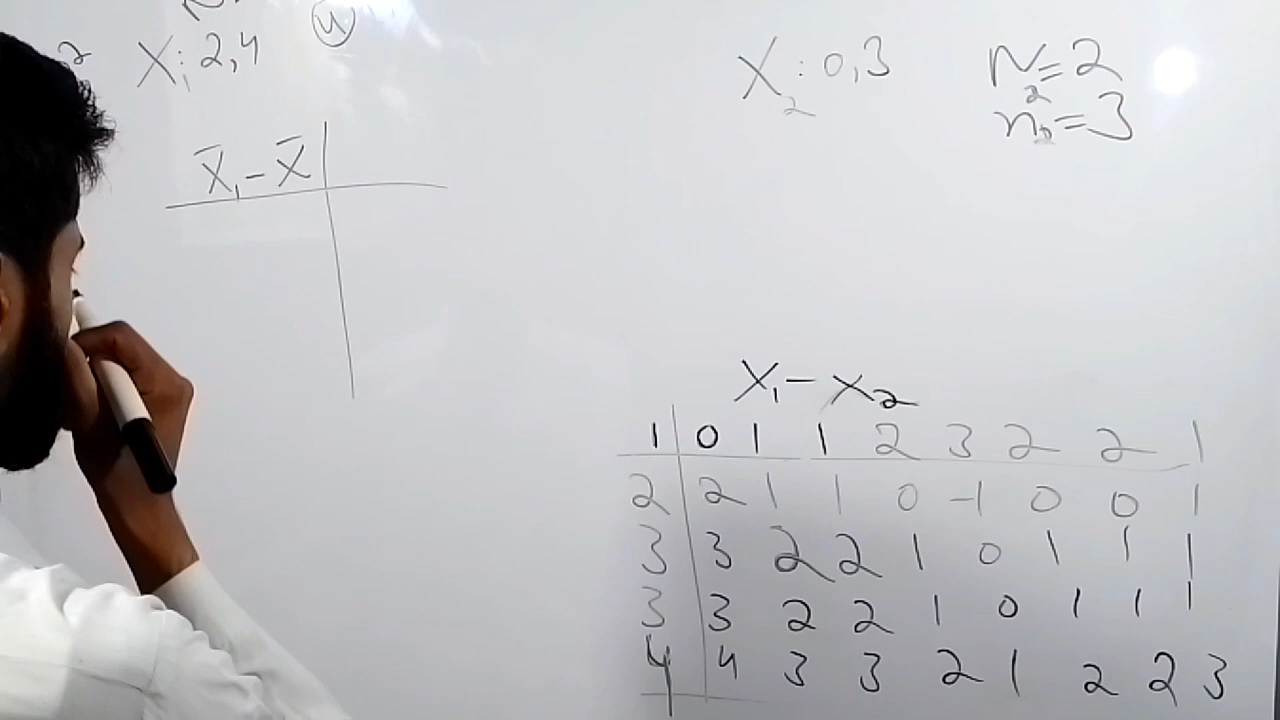 2 X₁: 2,4 4
X₂: 0,3 N₂=2
n₂=3
X̄₁ - X̄
X₁ - X₂
1 0 1 1 2 3 2 2 1
2 2 1 1 0 -1 0 0 1
3 3 2 2 1 0 1 1 1
3 3 2 2 1 0 1 1 1
4 4 3 3 2 1 2 2 3